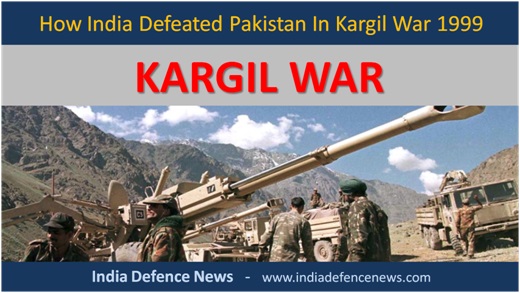 How India Defeated Pakistan In Kargil War 1999
KARGIL WAR
India Defence News - www.indiadefencenews.com